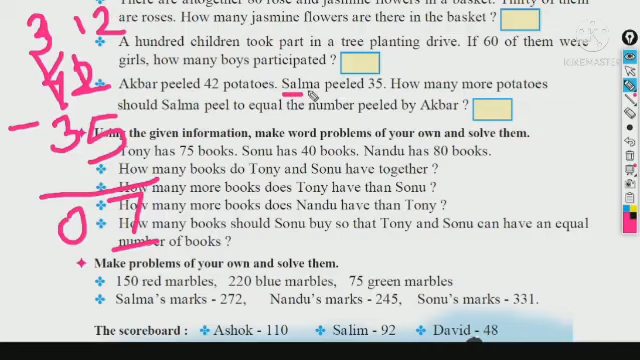 There are altogether 80 rose and jasmine flowers in a basket. Thirty of them
are roses. How many jasmine flowers are there in the basket ?
A hundred children took part in a tree planting drive. If 60 of them were
girls, how many boys participated ?
Akbar peeled 42 potatoes. Salma peeled 35. How many more potatoes
should Salma peel to equal the number peeled by Akbar ?
Using the given information, make word problems of your own and solve them.
Tony has 75 books. Sonu has 40 books. Nandu has 80 books.
How many books do Tony and Sonu have together ?
How many more books does Tony have than Sonu ?
How many more books does Nandu have than Tony ?
How many books should Sonu buy so that Tony and Sonu can have an equal
number of books ?
Make problems of your own and solve them.
150 red marbles, 220 blue marbles, 75 green marbles
Salma's marks - 272, Nandu's marks - 245, Sonu's marks - 331.
The scoreboard : Ashok - 110 Salim - 92 David - 48
3 12
42
- 35
07
KINEMASTER